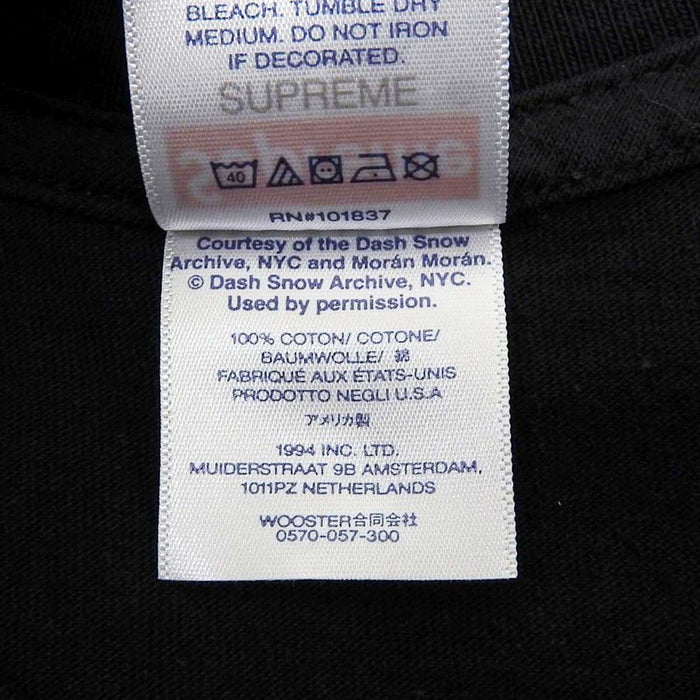 BLEACH. TUMBLE DRY
MEDIUM. DO NOT IRON
IF DECORATED.
SUPREME
40
RN#101837
Courtesy of the Dash Snow
Archive, NYC and Morán Morán.
© Dash Snow Archive, NYC.
Used by permission.
100% COTON/ COTONE/
BAUMWOLLE/ 綿
FABRIQUÉ AUX ÉTATS-UNIS
PRODOTTO NEGLI U.S.A
アメリカ製
1994 INC. LTD.
MUIDERSTRAAT 9B AMSTERDAM,
1011PZ NETHERLANDS
WOOSTER合同会社
0570-057-300